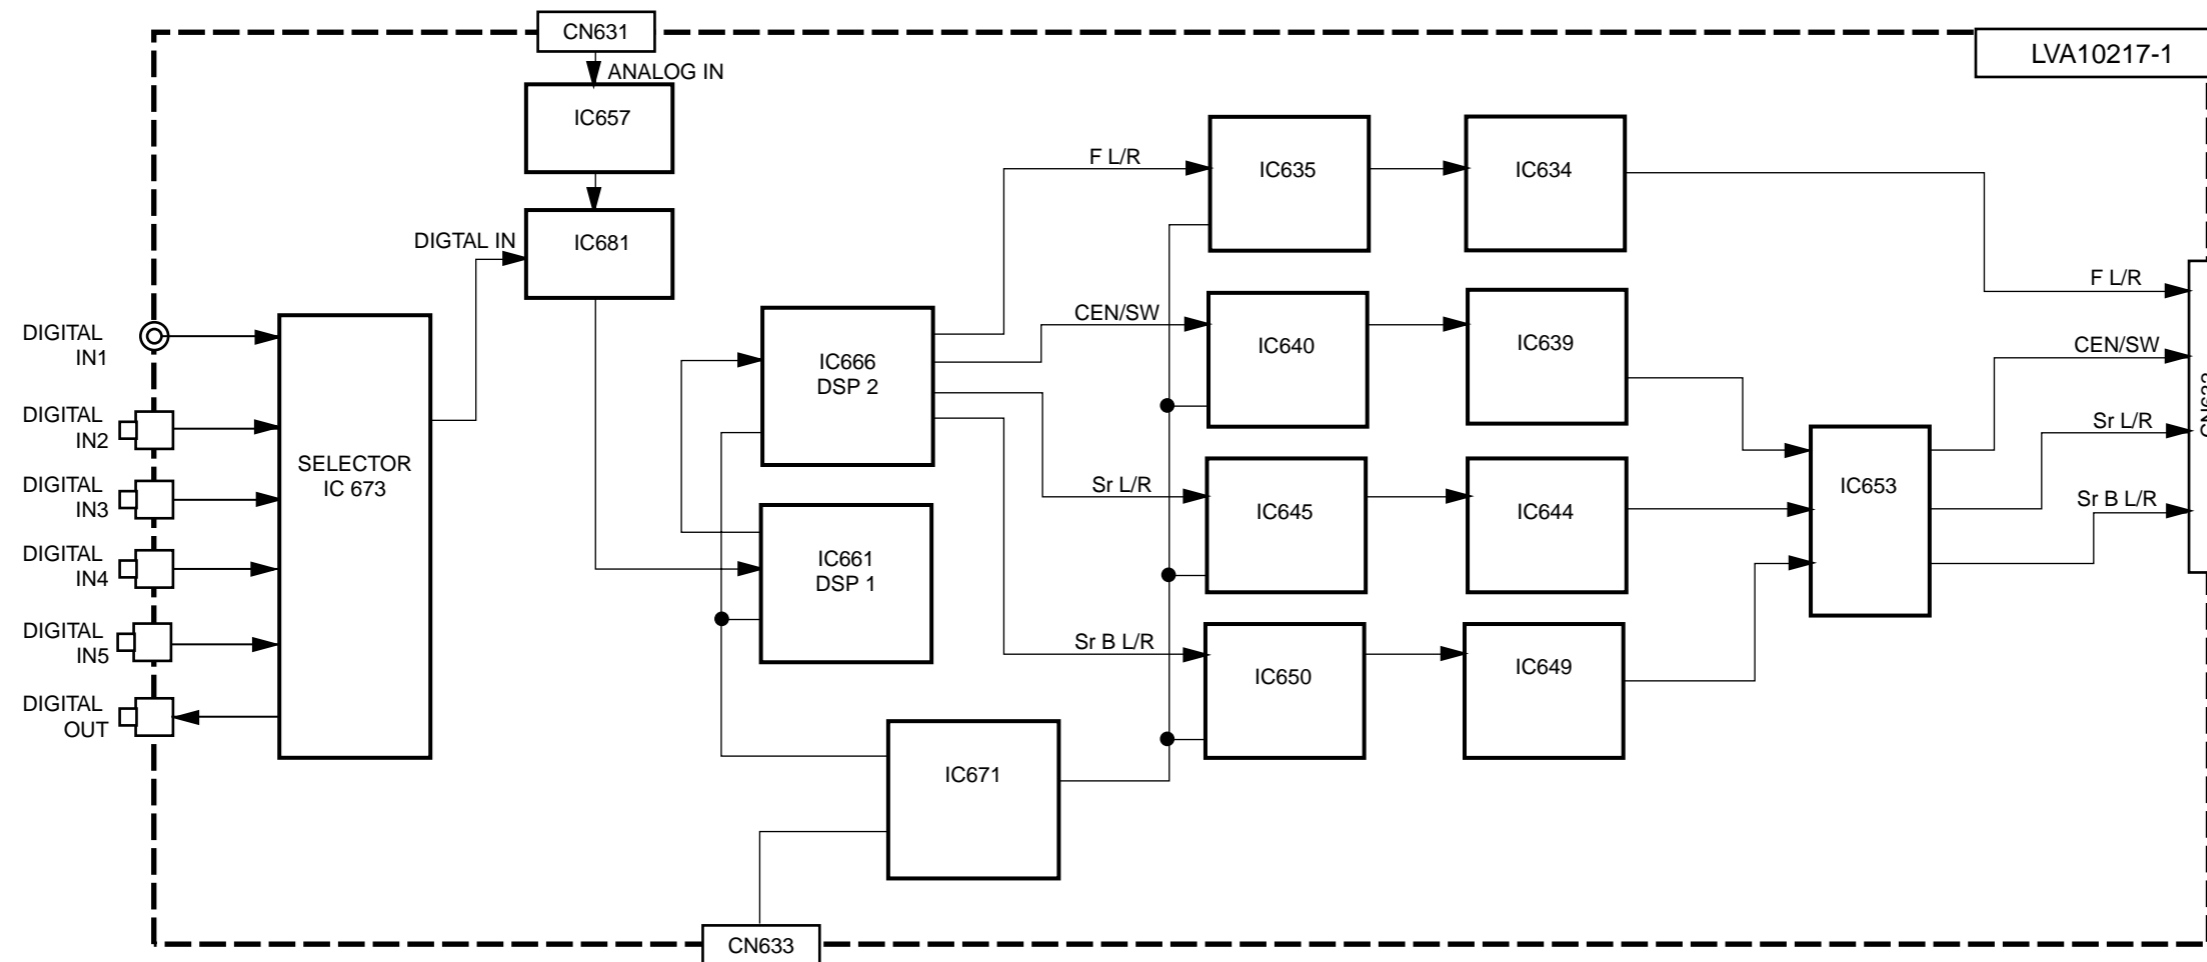 CN631
LVA10217-1
ANALOG IN
IC657
F L/R
IC635
IC634
DIGTAL IN
IC681
F L/R
CEN/SW
IC640
IC639
CEN/SW
DIGITAL
IN1
IC666
DSP 2
DIGITAL
IN2
Sr L/R
SELECTOR
IC 673
DIGITAL
IN3
Sr L/R
IC645
IC644
IC653
Sr B L/R
DIGITAL
IN4
IC661
DSP 1
DIGITAL
IN5
Sr B L/R
IC650
IC649
DIGITAL
OUT
IC671
CN633